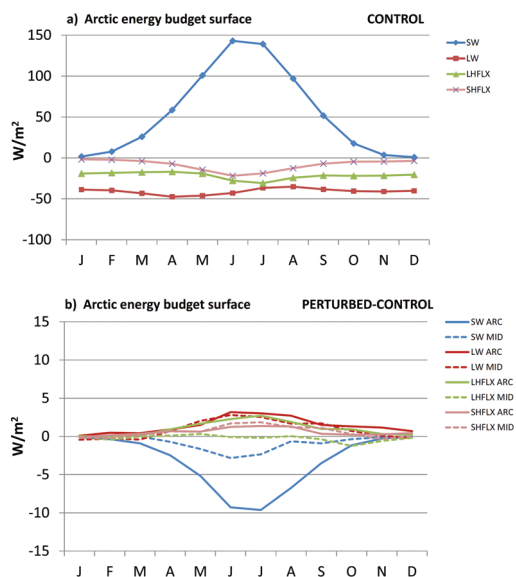 a) Arctic energy budget surface CONTROL
150
100
50
0
-50
-100
W/m²
J F M A M J J A S O N D
SW
LW
LHFLX
SHFLX
b) Arctic energy budget surface PERTURBED-CONTROL
15
10
5
0
-5
-10
-15
W/m²
J F M A M J J A S O N D
SW ARC
SW MID
LW ARC
LW MID
LHFLX ARC
LHFLX MID
SHFLX ARC
SHFLX MID